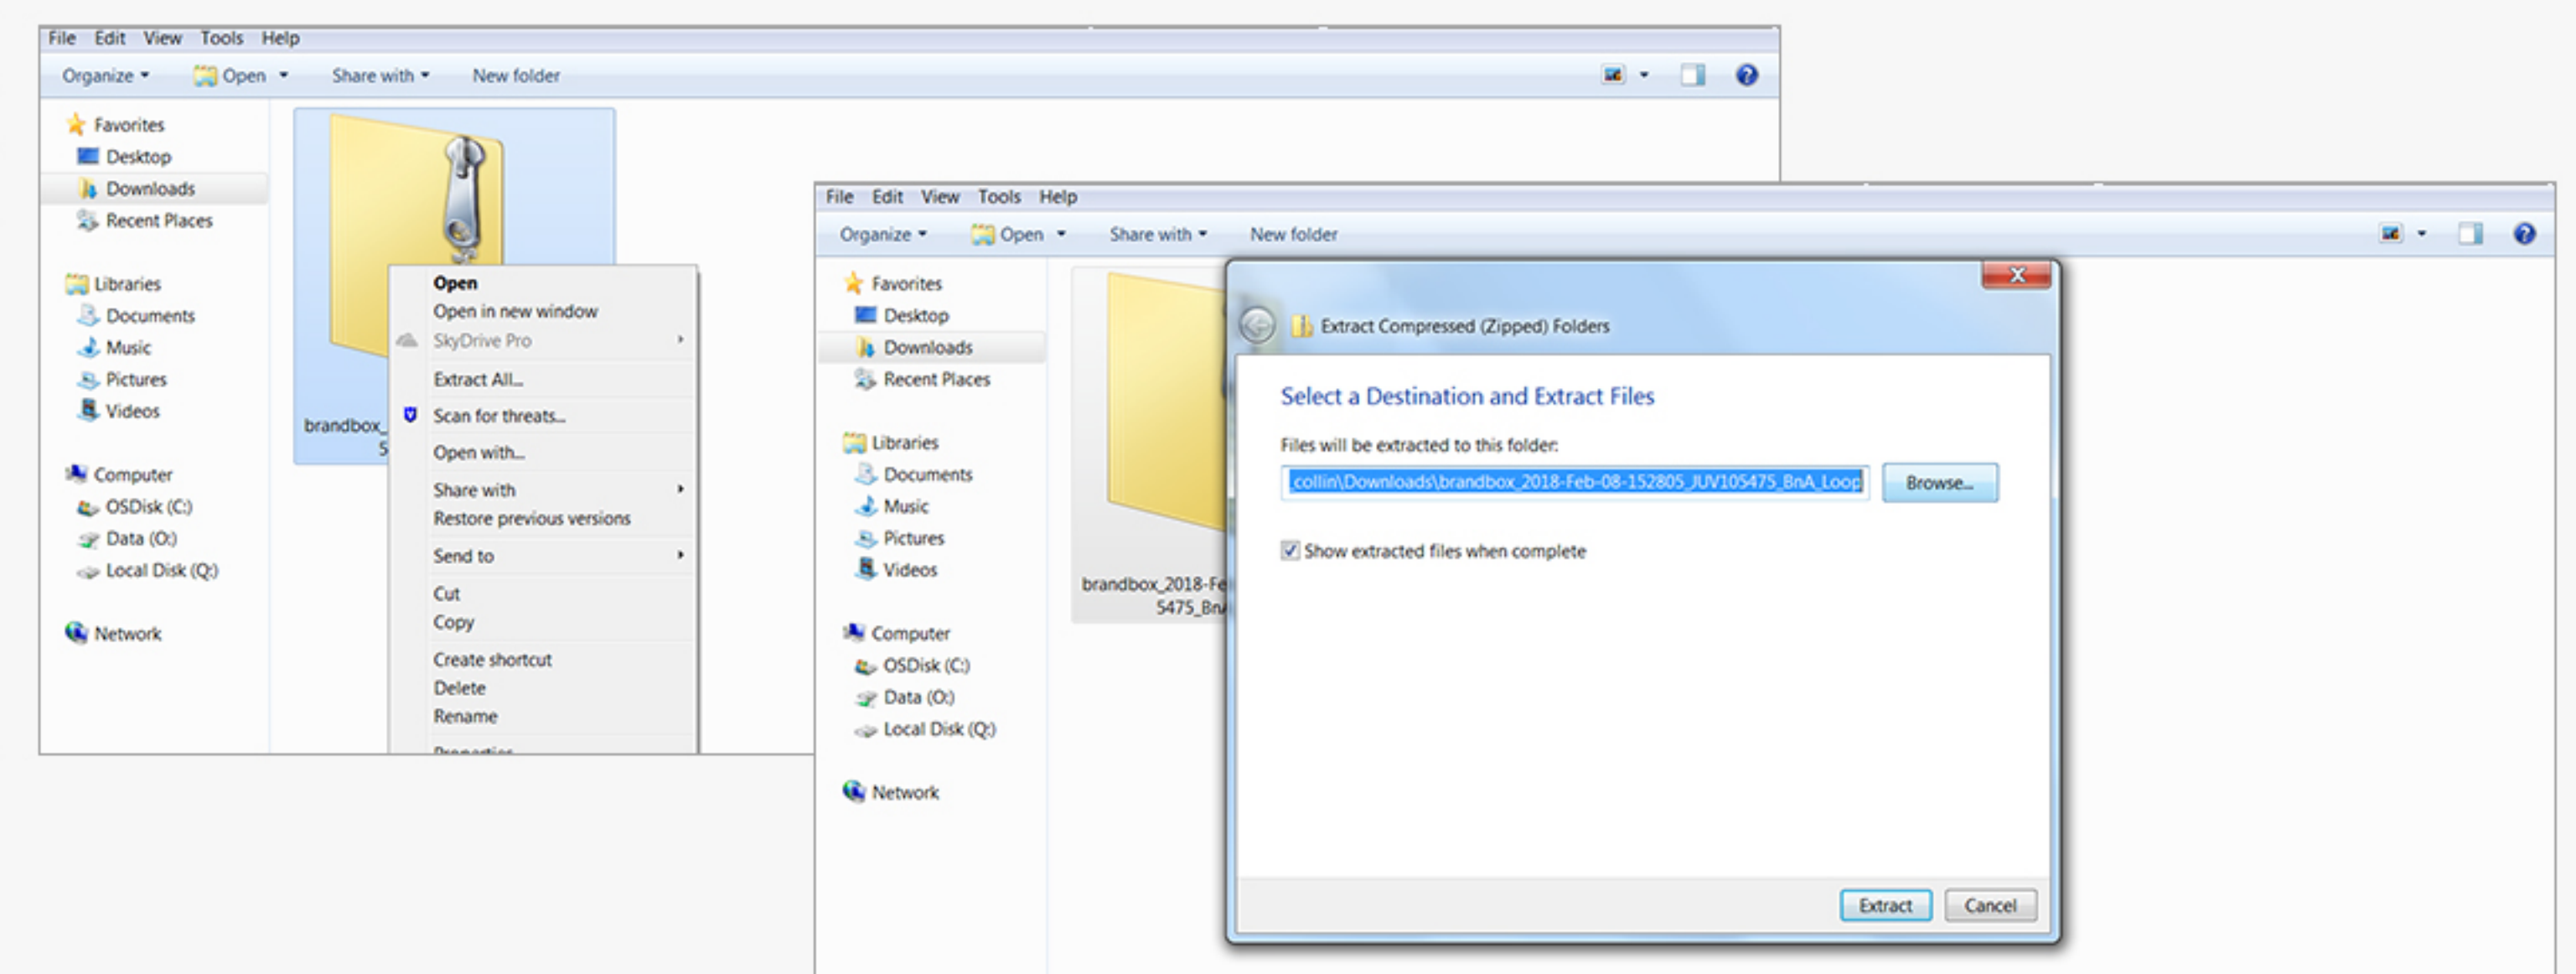 File Edit View Tools Help
Organize Open Share with New folder
Favorites
Desktop
Downloads
Recent Places
Libraries
Documents
Music
Pictures
Videos
Computer
OSDisk (C:)
Data (O:)
Local Disk (Q:)
Network
brandbox_
5
Open
Open in new window
SkyDrive Pro
Extract All...
Scan for threats...
Open with...
Share with
Restore previous versions
Send to
Cut
Copy
Create shortcut
Delete
Rename
Properties
File Edit View Tools Help
Organize Open Share with New folder
Favorites
Desktop
Downloads
Recent Places
Libraries
Documents
Music
Pictures
Videos
Computer
OSDisk (C:)
Data (O:)
Local Disk (Q:)
Network
brandbox_2018-Fe
5475_BnA
Extract Compressed (Zipped) Folders
Select a Destination and Extract Files
Files will be extracted to this folder:
.collin\Downloads\brandbox_2018-Feb-08-152805_JUV105475_BnA_Loop Browse...
Show extracted files when complete
Extract Cancel